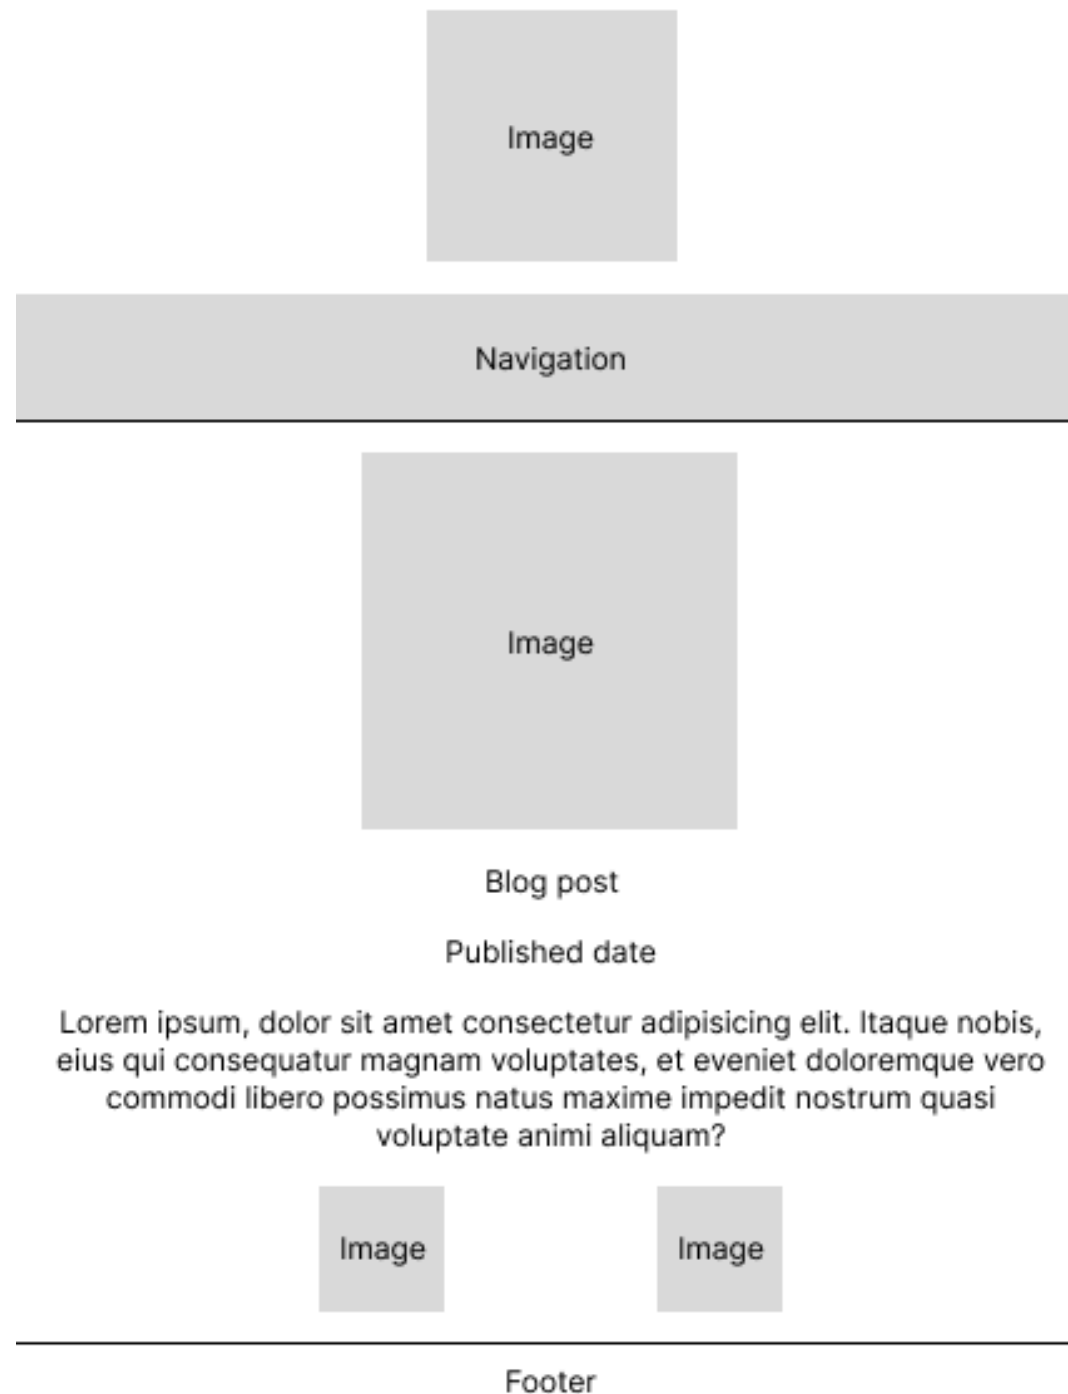 Image
Navigation
Image
Blog post
Published date
Lorem ipsum, dolor sit amet consectetur adipisicing elit. Itaque nobis,
eius qui consequatur magnam voluptates, et eveniet doloremque vero
commodi libero possimus natus maxime impedit nostrum quasi
voluptate animi aliquam?
Image
Image
Footer